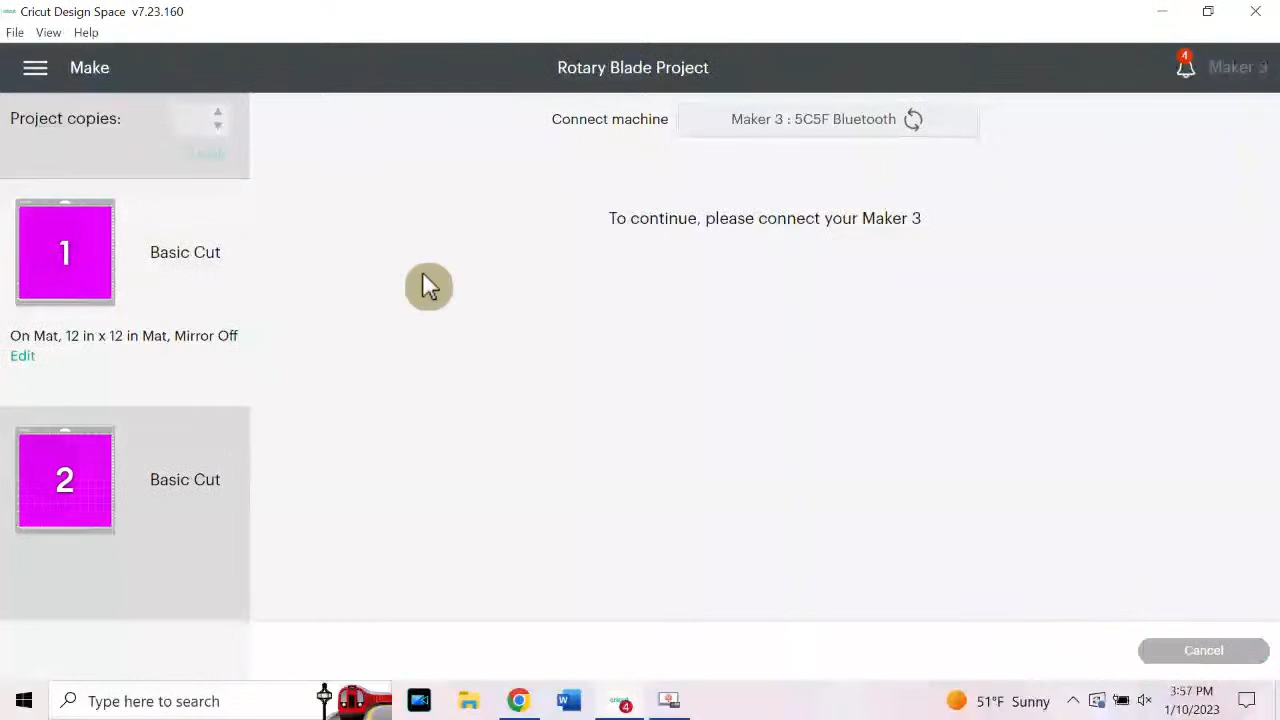 Cricut Design Space v7.23.160
File View Help
Make
Rotary Blade Project
4
Maker 3
Project copies:
Connect machine
Maker 3 : 5C5F Bluetooth
To continue, please connect your Maker 3
1
Basic Cut
On Mat, 12 in x 12 in Mat, Mirror Off
Edit
2
Basic Cut
Cancel
Type here to search
4
51°F Sunny
3:57 PM
1/10/2023